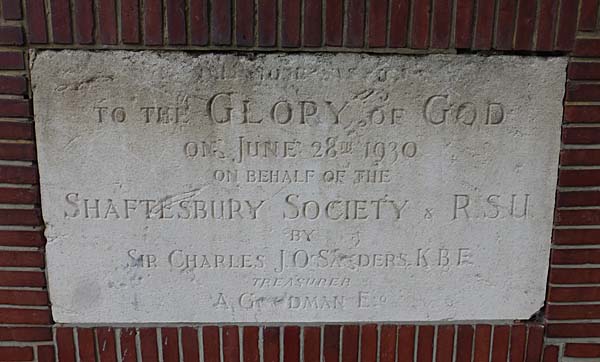 TO THE GLORY OF GOD
ON JUNE 28TH 1930
ON BEHALF OF THE
SHAFTESBURY SOCIETY & R.S.U
BY
SIR CHARLES J.O. SANDERS. K.B.E.
TREASURER
A. GOODMAN